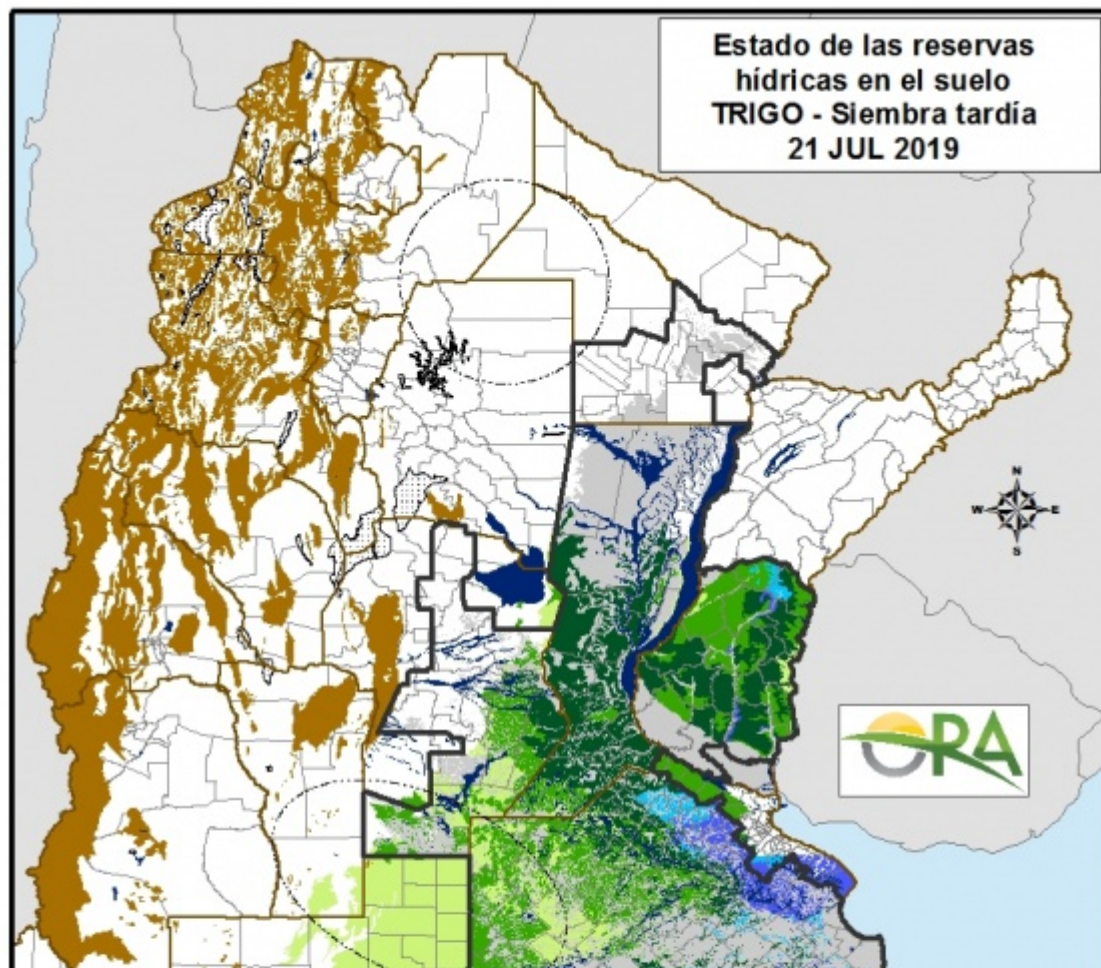 Estado de las reservas
hídricas en el suelo
TRIGO - Siembra tardía
21 JUL 2019
N
W E
S
ORA